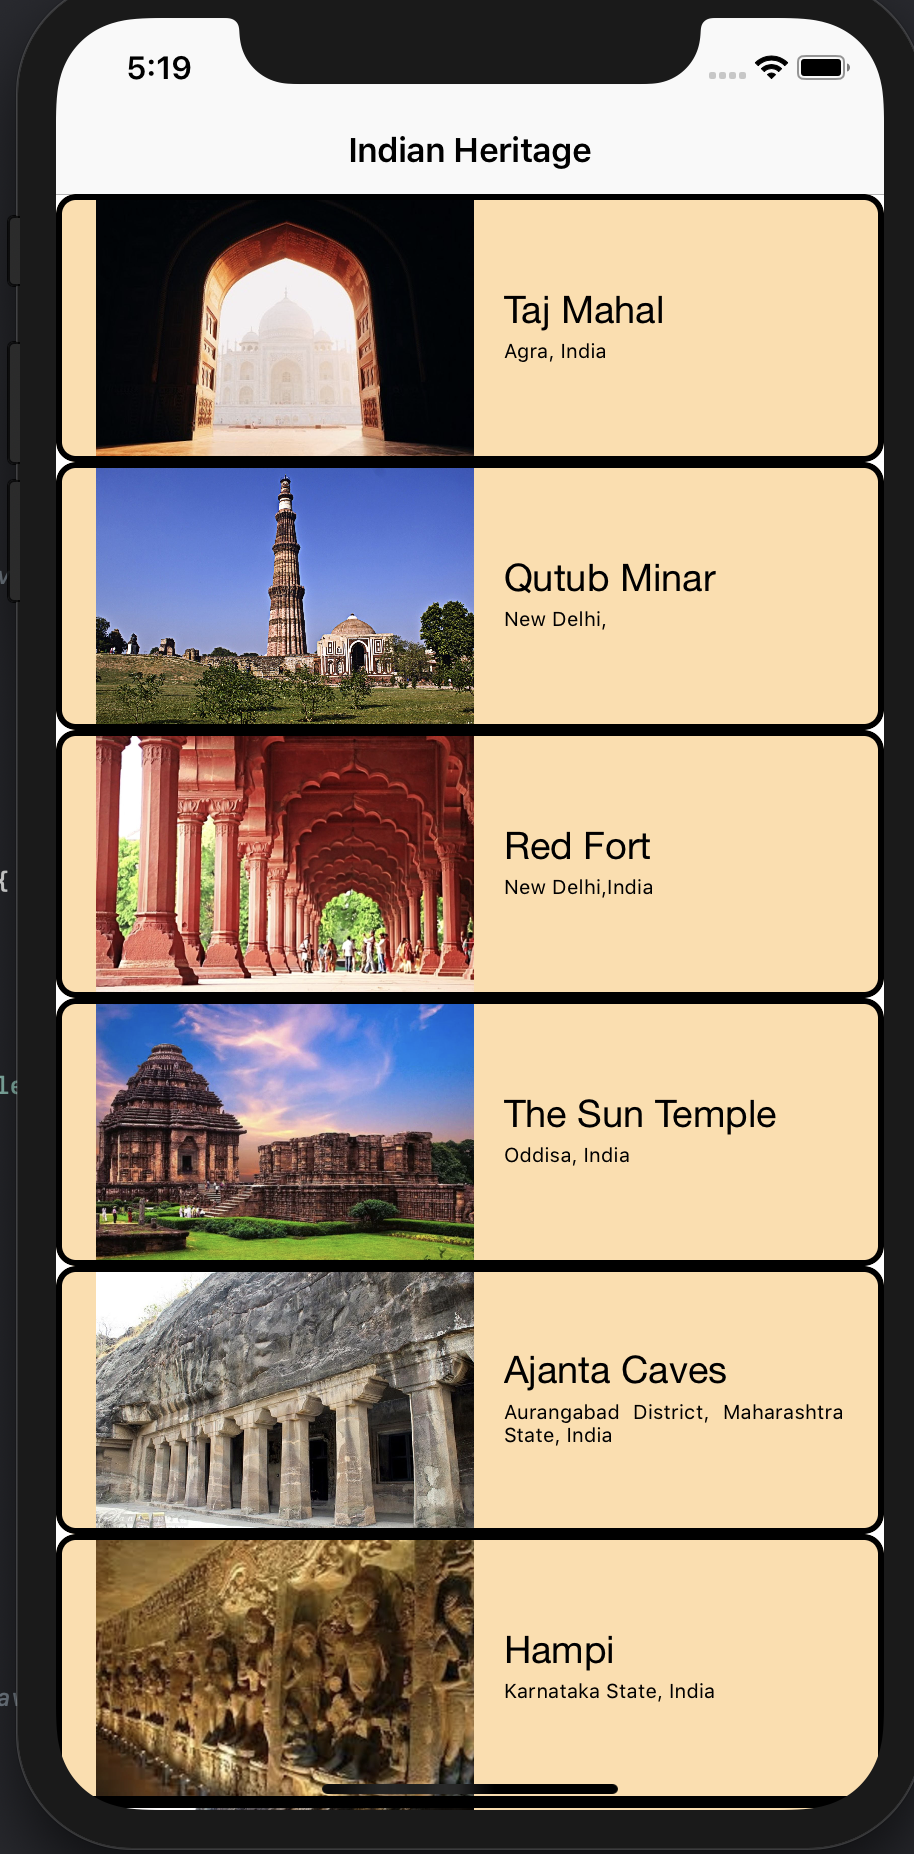 5:19
Indian Heritage
Taj Mahal
Agra, India
Qutub Minar
New Delhi,
Red Fort
New Delhi,India
The Sun Temple
Oddisa, India
Ajanta Caves
Aurangabad District, Maharashtra
State, India
Hampi
Karnataka State, India
{
le